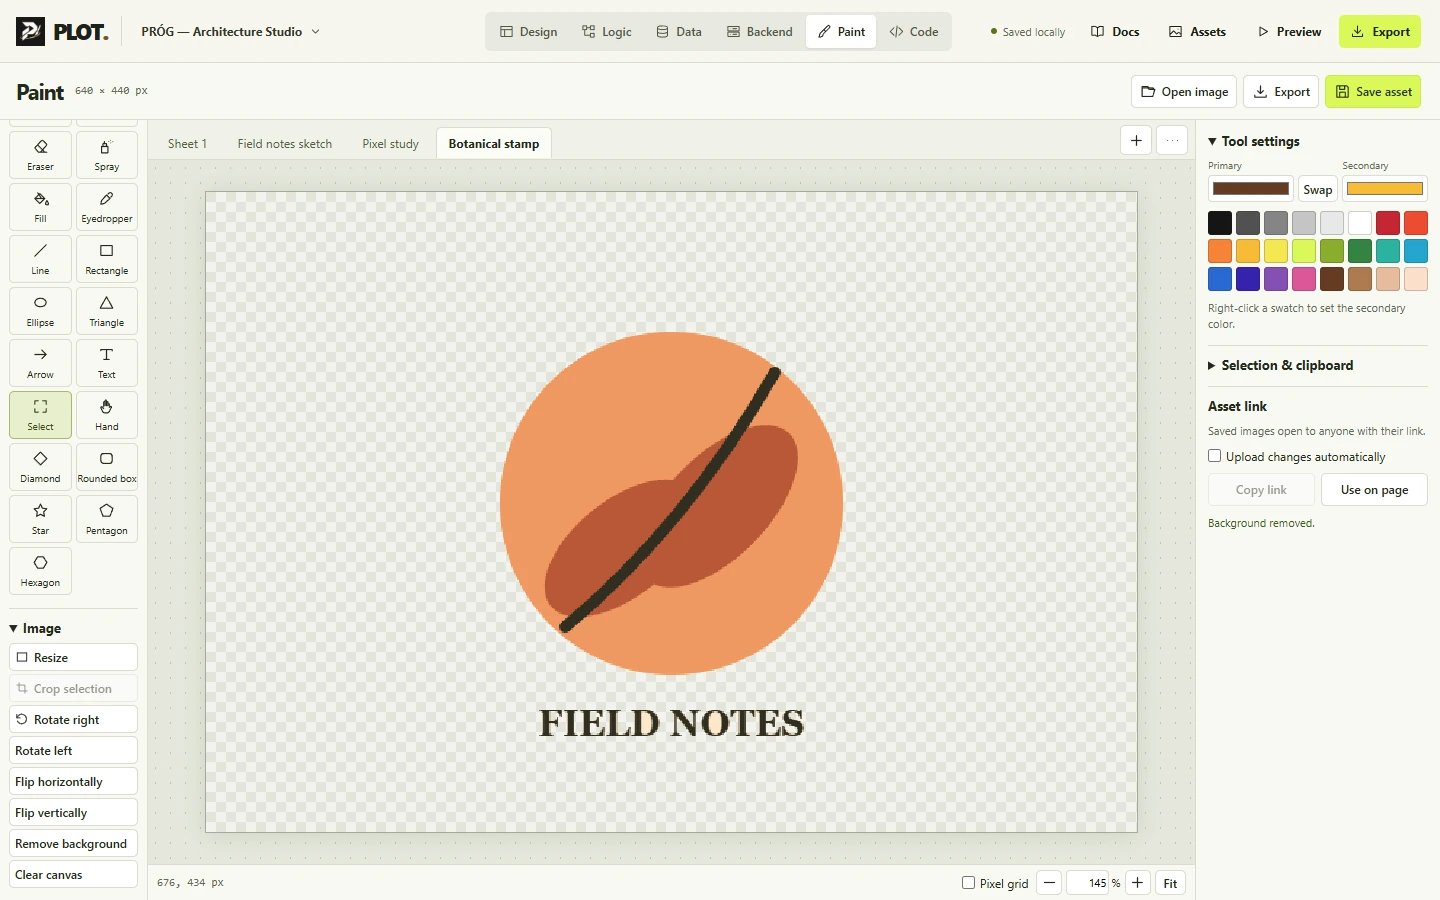 PLOT.
PRÓG — Architecture Studio
Design
Logic
Data
Backend
Paint
Code
Saved locally
Docs
Assets
Preview
Export
Paint
640 × 440 px
Open image
Export
Save asset
Eraser
Spray
Fill
Eyedropper
Line
Rectangle
Ellipse
Triangle
Arrow
Text
Select
Hand
Diamond
Rounded box
Star
Pentagon
Hexagon
Image
Resize
Crop selection
Rotate right
Rotate left
Flip horizontally
Flip vertically
Remove background
Clear canvas
Sheet 1
Field notes sketch
Pixel study
Botanical stamp
FIELD NOTES
676, 434 px
Pixel grid
145 %
Fit
Tool settings
Primary
Secondary
Swap
Right-click a swatch to set the secondary
color.
Selection & clipboard
Asset link
Saved images open to anyone with their link.
Upload changes automatically
Copy link
Use on page
Background removed.